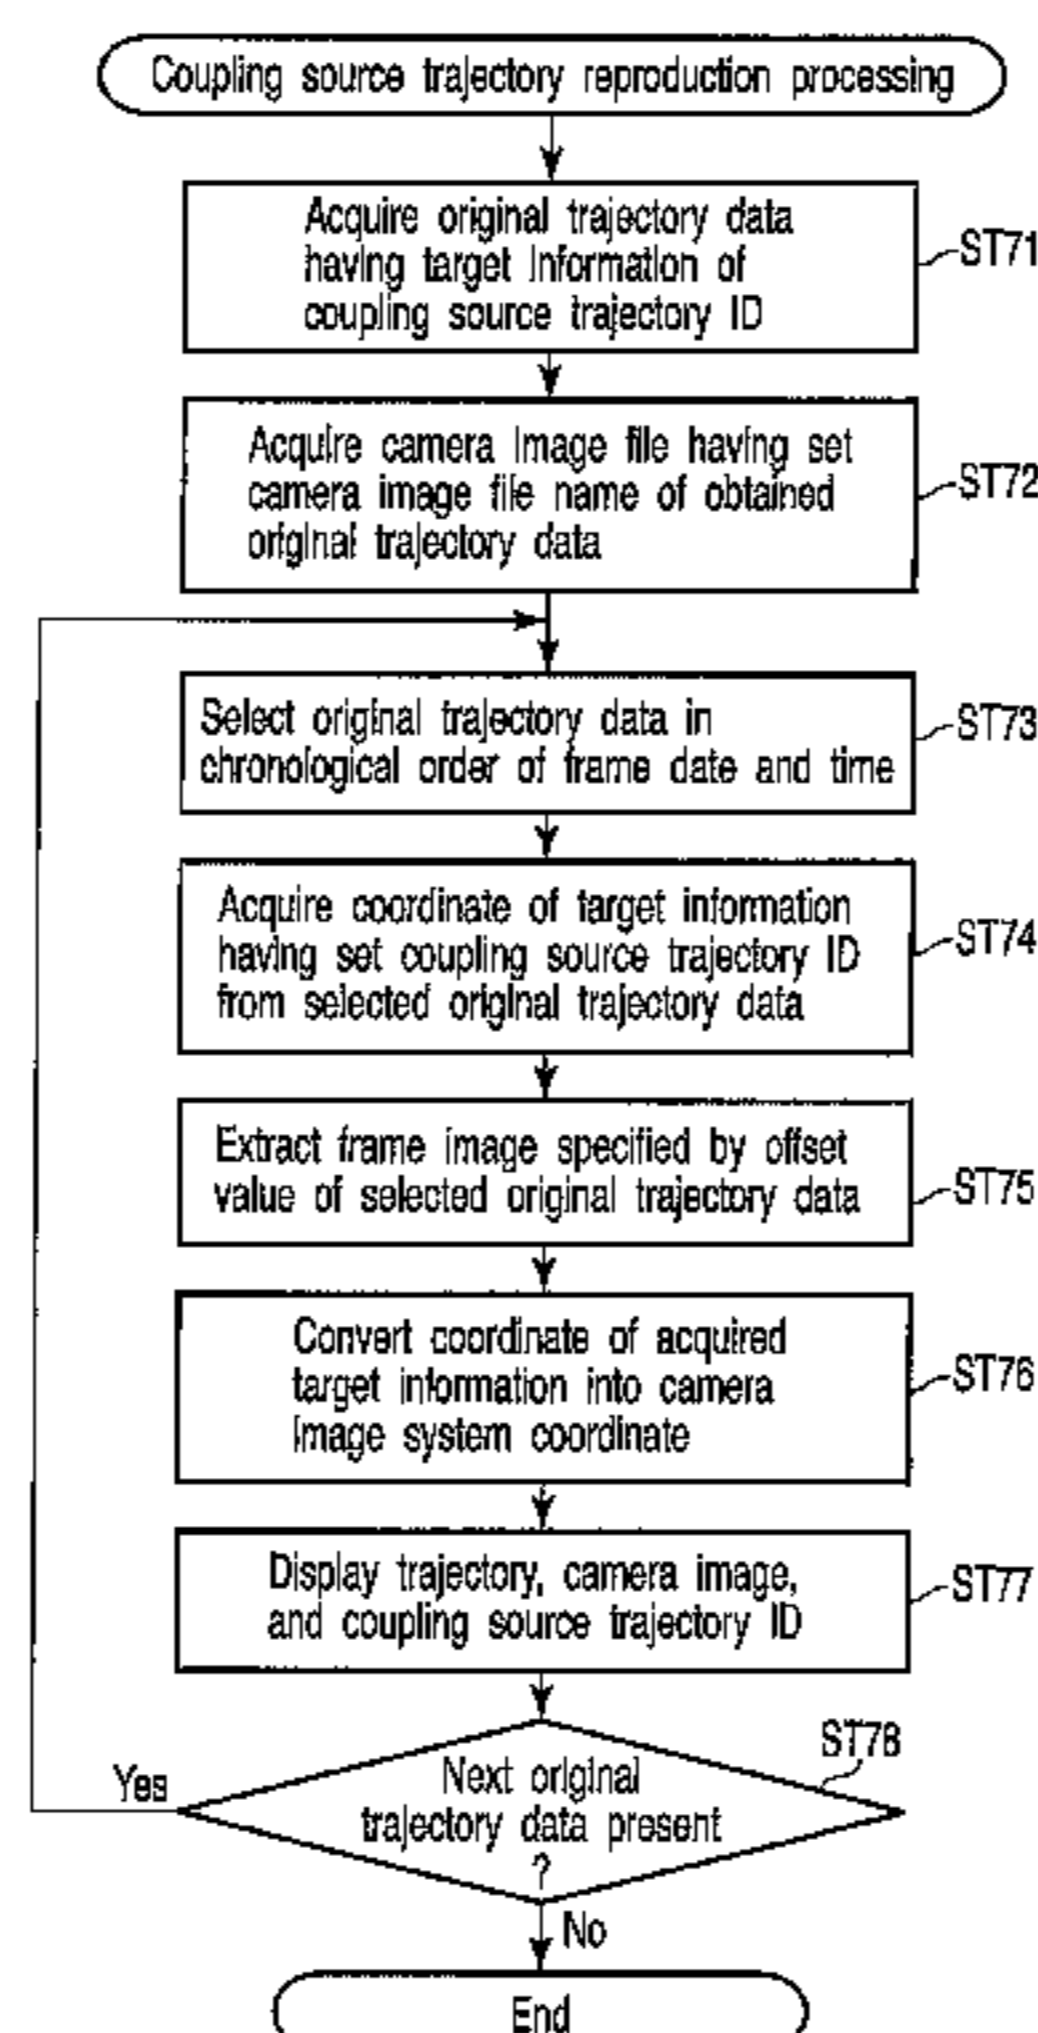 Coupling source trajectory reproduction processing
Acquire original trajectory data
having target information of
coupling source trajectory ID
ST71
Acquire camera image file having set
camera image file name of obtained
original trajectory data
ST72
Select original trajectory data in
chronological order of frame date and time
ST73
Acquire coordinate of target information
having set coupling source trajectory ID
from selected original trajectory data
ST74
Extract frame image specified by offset
value of selected original trajectory data
ST75
Convert coordinate of acquired
target information into camera
image system coordinate
ST76
Display trajectory, camera image,
and coupling source trajectory ID
ST77
ST78
Yes
Next original
trajectory data present
?
No
End